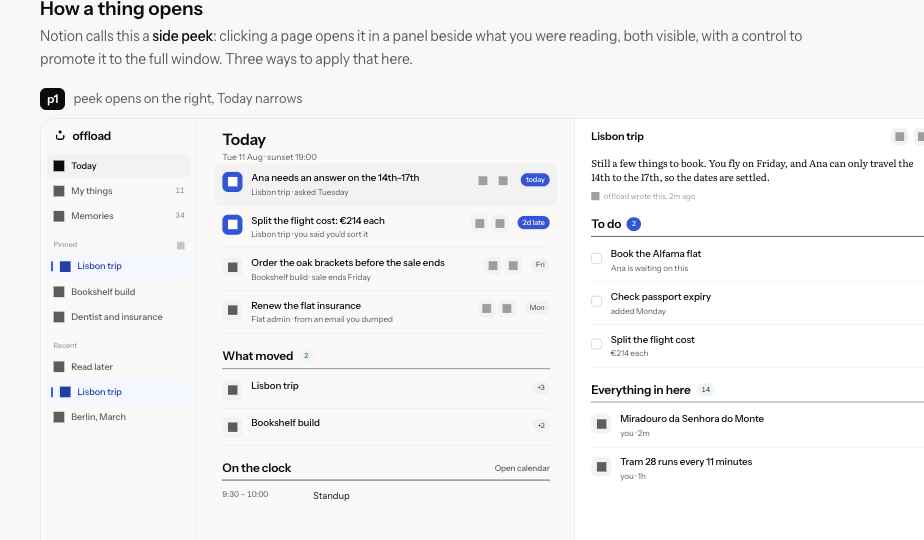 How a thing opens
Notion calls this a side peek: clicking a page opens it in a panel beside what you were reading, both visible, with a control to
promote it to the full window. Three ways to apply that here.
p1 peek opens on the right, Today narrows
offload
Today
My things 11
Memories 34
Pinned
Lisbon trip
Bookshelf build
Dentist and insurance
Recent
Read later
Lisbon trip
Berlin, March
Today
Tue 11 Aug · sunset 19:00
Ana needs an answer on the 14th–17th today
Lisbon trip · asked Tuesday
Split the flight cost: €214 each 2d late
Lisbon trip · you said you'd sort it
Order the oak brackets before the sale ends Fri
Bookshelf build · sale ends Friday
Renew the flat insurance Mon
Flat admin · from an email you dumped
What moved 2
Lisbon trip +3
Bookshelf build +2
On the clock Open calendar
9:30 – 10:00 Standup
Lisbon trip
Still a few things to book. You fly on Friday, and Ana can only travel the
14th to the 17th, so the dates are settled.
offload wrote this, 2m ago
To do 2
Book the Alfama flat
Ana is waiting on this
Check passport expiry
added Monday
Split the flight cost
€214 each
Everything in here 14
Miradouro da Senhora do Monte
you · 2m
Tram 28 runs every 11 minutes
you · 1h